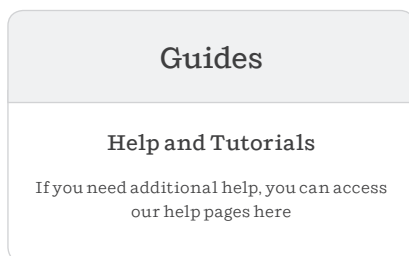 Guides
Help and Tutorials
If you need additional help, you can access
our help pages here